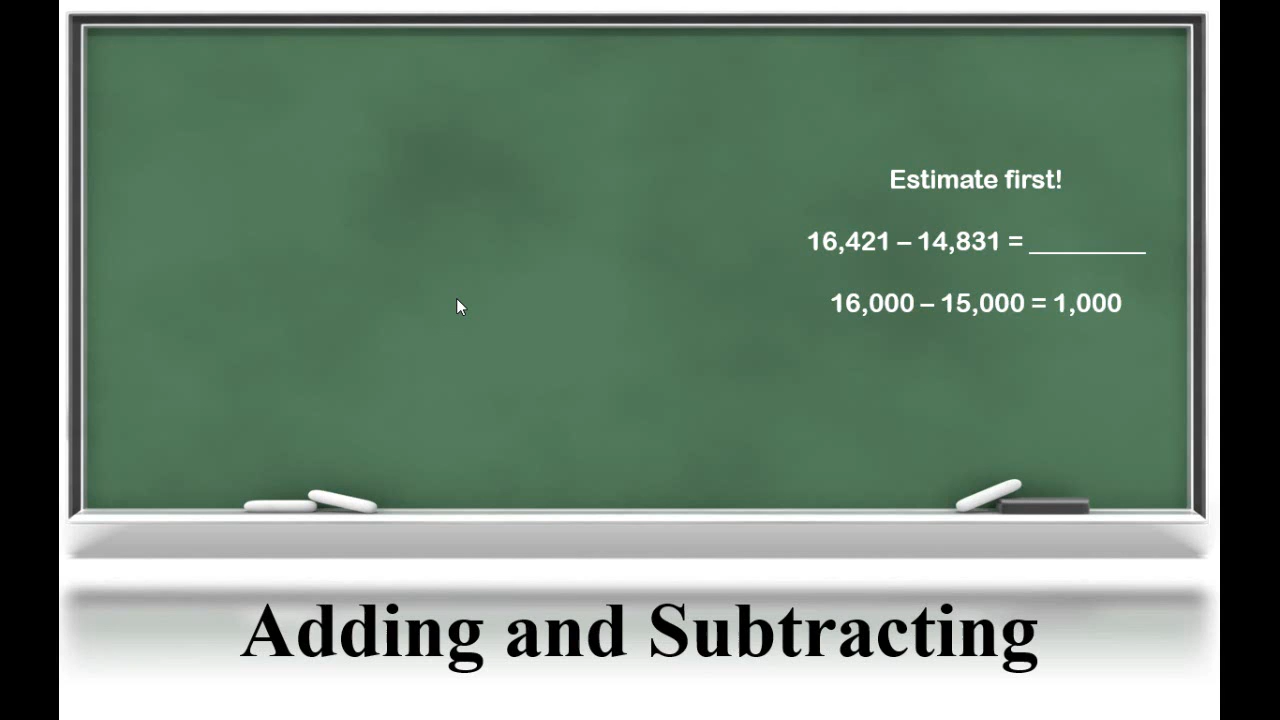 Estimate first!
16,421 – 14,831 = _________
16,000 – 15,000 = 1,000
Adding and Subtracting